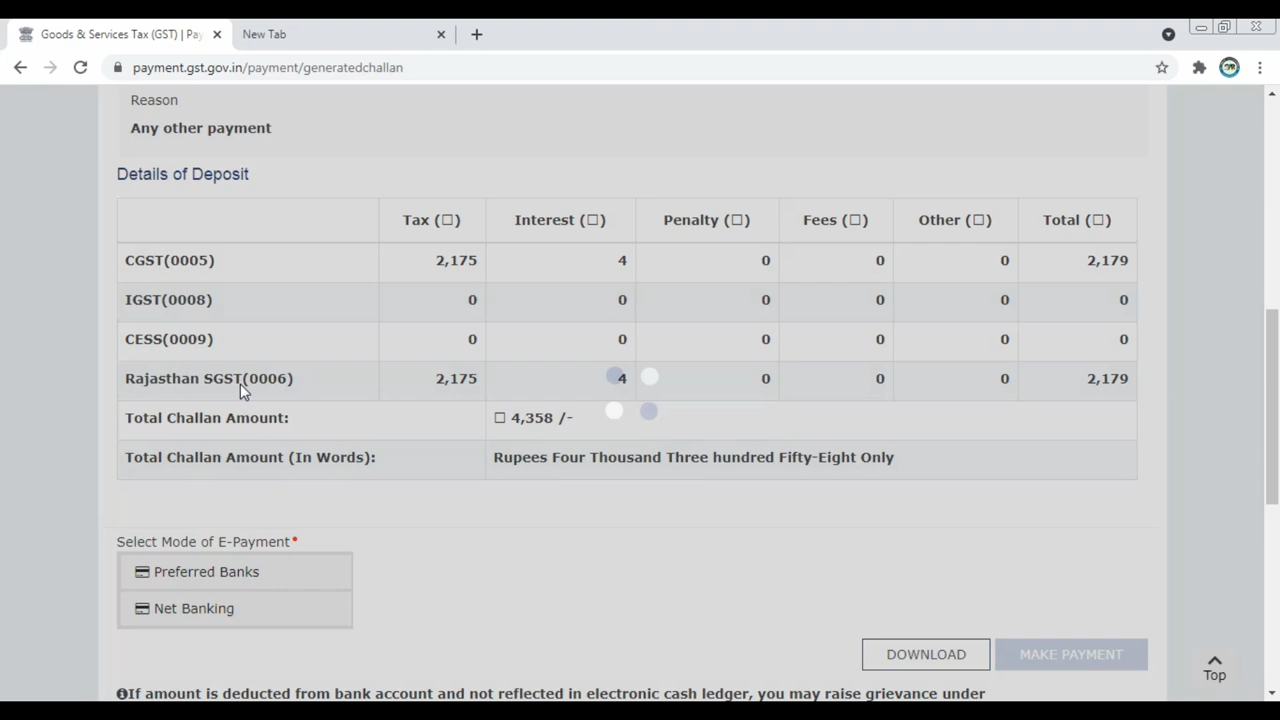 Goods & Services Tax (GST) | Pay
New Tab
payment.gst.gov.in/payment/generatedchallan
Reason
Any other payment
Details of Deposit
Tax (☐) Interest (☐) Penalty (☐) Fees (☐) Other (☐) Total (☐)
CGST(0005) 2,175 4 0 0 0 2,179
IGST(0008) 0 0 0 0 0 0
CESS(0009) 0 0 0 0 0 0
Rajasthan SGST(0006) 2,175 4 0 0 0 2,179
Total Challan Amount: ☐ 4,358 /-
Total Challan Amount (In Words): Rupees Four Thousand Three hundred Fifty-Eight Only
Select Mode of E-Payment*
Preferred Banks
Net Banking
DOWNLOAD MAKE PAYMENT
Top
If amount is deducted from bank account and not reflected in electronic cash ledger, you may raise grievance under